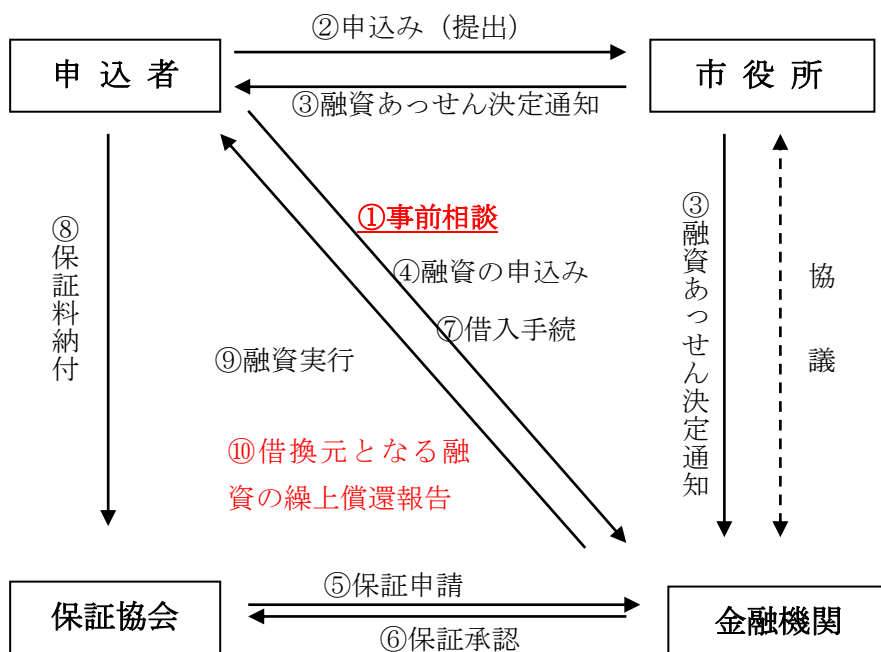 ②申込み（提出）
申 込 者
市 役 所
③融資あっせん決定通知
①事前相談
④融資の申込み
⑦借入手続
⑧保証料納付
③融資あっせん決定通知
協議
⑨融資実行
⑩借換元となる融
資の繰上償還報告
⑤保証申請
保証協会
金融機関
⑥保証承認